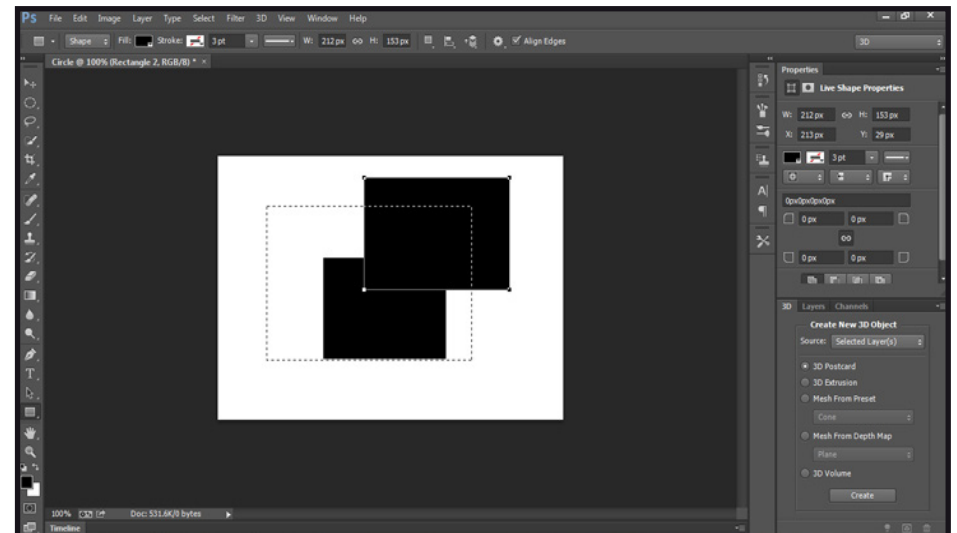 Ps File Edit Image Layer Type Select Filter 3D View Window Help
Shape Fill: Stroke: 3 pt W: 212 px H: 153 px Align Edges 3D
Circle @ 100% (Rectangle 2, RGB/8) * ×
Properties
Live Shape Properties
W: 212 px H: 153 px
X: 213 px Y: 29 px
3 pt
0px0px0px0px
0 px 0 px
0 px 0 px
3D Layers Channels
Create New 3D Object
Source: Selected Layer(s)
3D Postcard
3D Extrusion
Mesh From Preset
Cone
Mesh From Depth Map
Plane
3D Volume
Create
100% Doc: 531.6K/0 bytes
Timeline